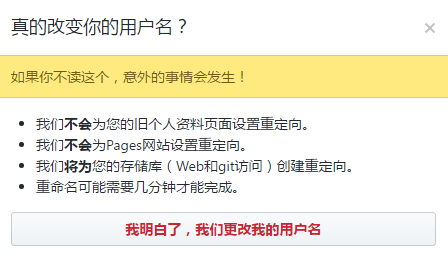 真的改变你的用户名？
如果你不读这个，意外的事情会发生！
我们不会为您的旧个人资料页面设置重定向。
我们不会为Pages网站设置重定向。
我们将为您的存储库（Web和git访问）创建重定向。
重命名可能需要几分钟才能完成。
我明白了，我们更改我的用户名